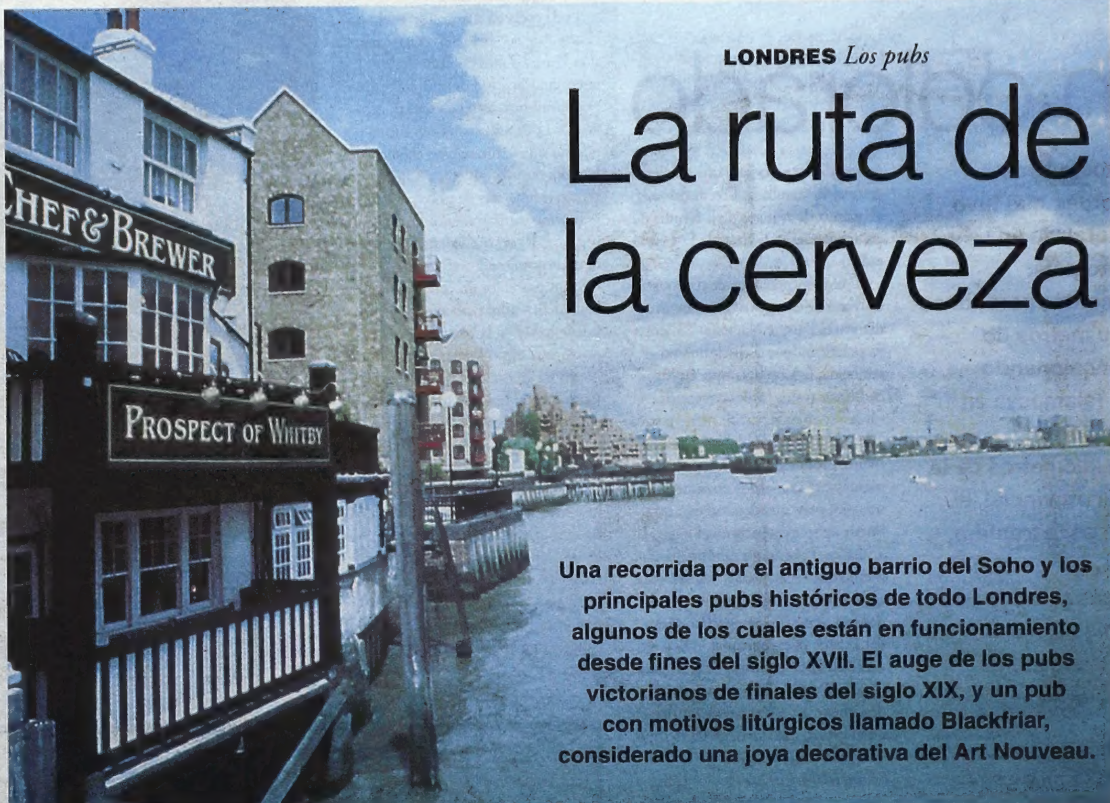 LONDRES Los pubs
La ruta de
la cerveza
CHEF & BREWER
PROSPECT OF WHITBY
Una recorrida por el antiguo barrio del Soho y los
principales pubs históricos de todo Londres,
algunos de los cuales están en funcionamiento
desde fines del siglo XVII. El auge de los pubs
victorianos de finales del siglo XIX, y un pub
con motivos litúrgicos llamado Blackfriar,
considerado una joya decorativa del Art Nouveau.